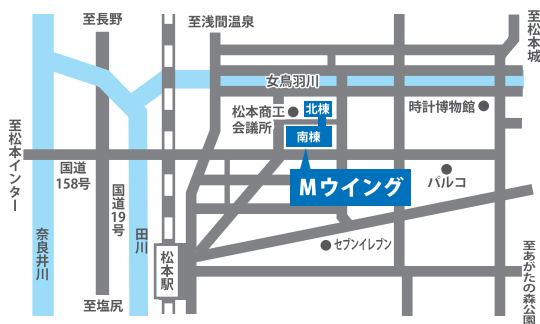 至長野
至浅間温泉
至松本城
女鳥羽川
北棟
松本商工
会議所
時計博物館
南棟
至松本インター
国道
158号
国道19号
Mウイング
パルコ
奈良井川
田川
松本駅
セブンイレブン
至あがたの森公園
至塩尻